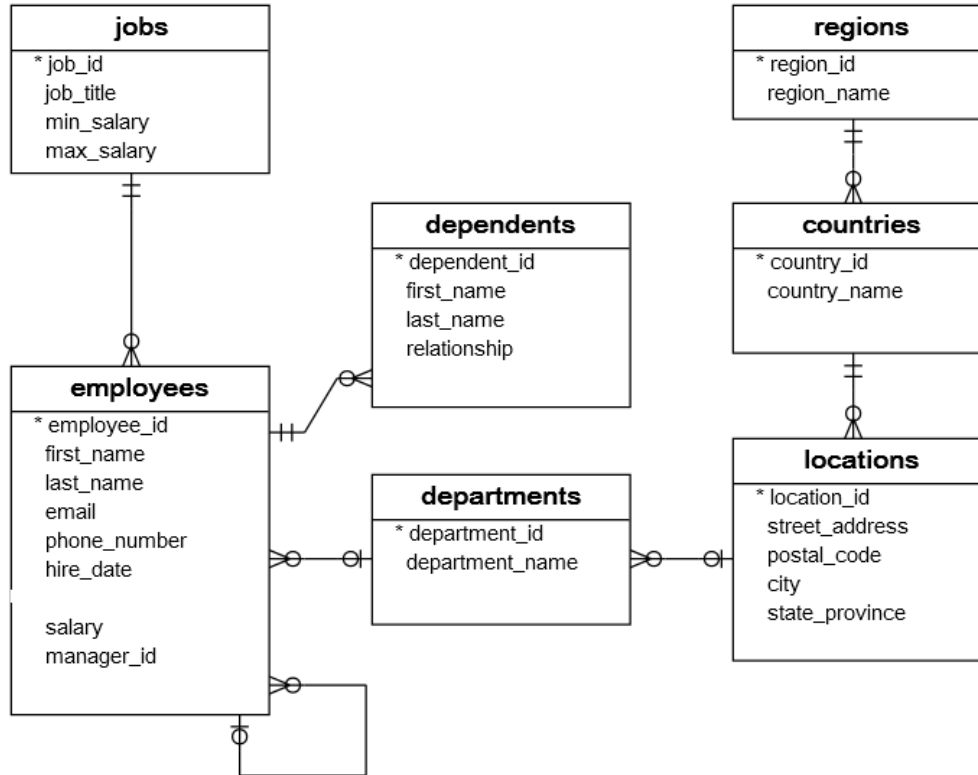 jobs
* job_id
job_title
min_salary
max_salary
regions
* region_id
region_name
dependents
* dependent_id
first_name
last_name
relationship
countries
* country_id
country_name
employees
* employee_id
first_name
last_name
email
phone_number
hire_date
salary
manager_id
departments
* department_id
department_name
locations
* location_id
street_address
postal_code
city
state_province